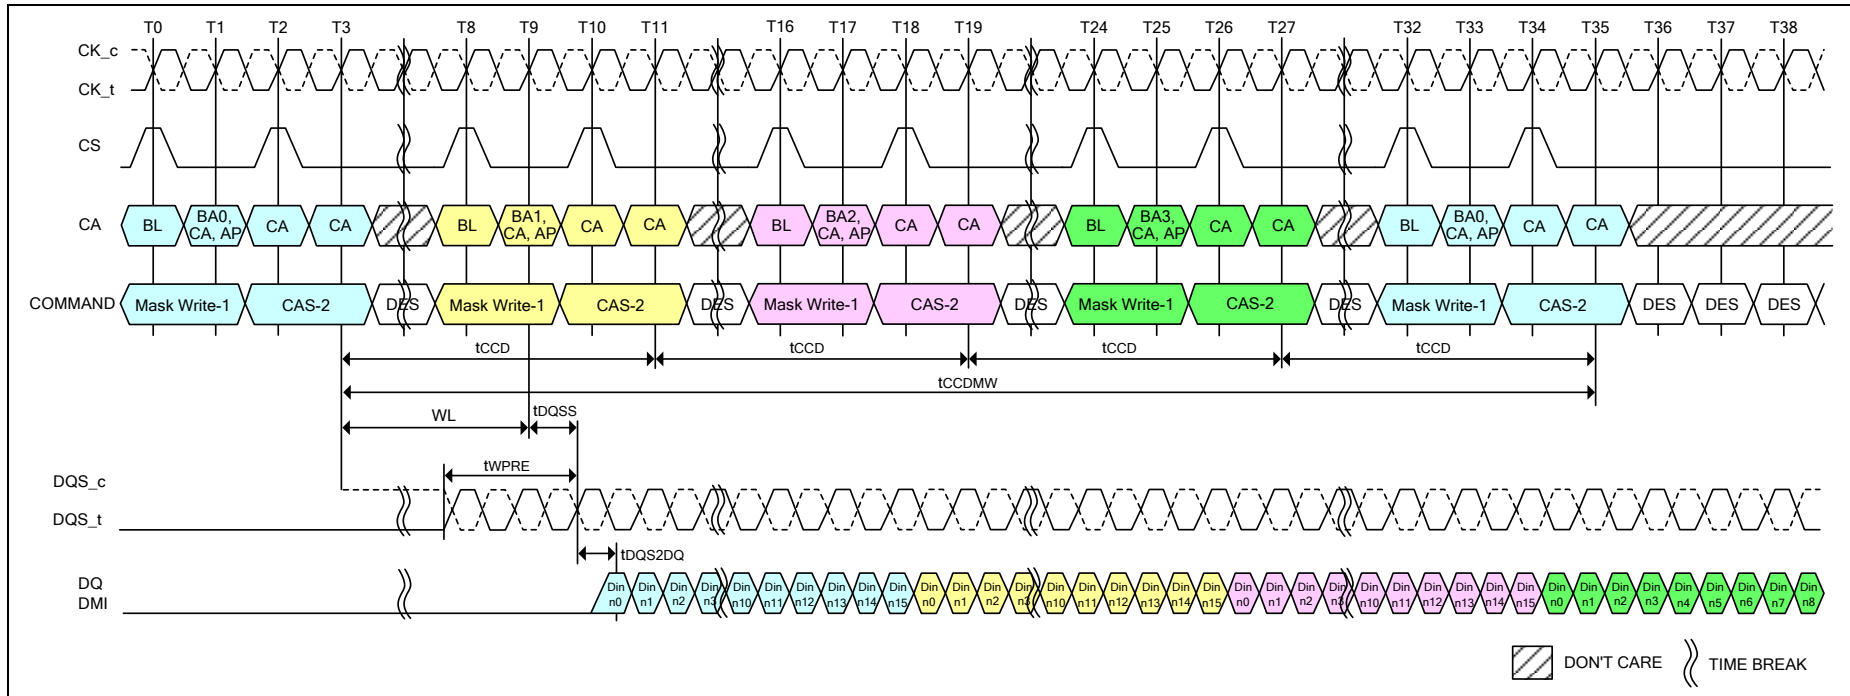 T0 T1 T2 T3 T8 T9 T10 T11 T16 T17 T18 T19 T24 T25 T26 T27 T32 T33 T34 T35 T36 T37 T38
CK_c
CK_t
CS
CA BL BA0, CA, AP CA CA BL BA1, CA, AP CA CA BL BA2, CA, AP CA CA BL BA3, CA, AP CA CA BL BA0, CA, AP CA CA
COMMAND Mask Write-1 CAS-2 DES Mask Write-1 CAS-2 DES Mask Write-1 CAS-2 DES Mask Write-1 CAS-2 DES Mask Write-1 CAS-2 DES DES DES
tCCD tCCD tCCD tCCD
tCCDMW
WL tDQSS
tWPRE
DQS_c
DQS_t
tDQS2DQ
DQ Din Din Din Din Din Din Din Din Din Din Din Din Din Din Din Din Din Din Din Din Din Din Din Din Din Din Din Din Din Din Din Din Din Din Din Din Din Din Din
DMI n0 n1 n2 n3 n10 n11 n12 n13 n14 n15 n0 n1 n2 n3 n10 n11 n12 n13 n14 n15 n0 n1 n2 n3 n10 n11 n12 n13 n14 n15 n0 n1 n2 n3 n4 n5 n6 n7 n8
DON'T CARE TIME BREAK